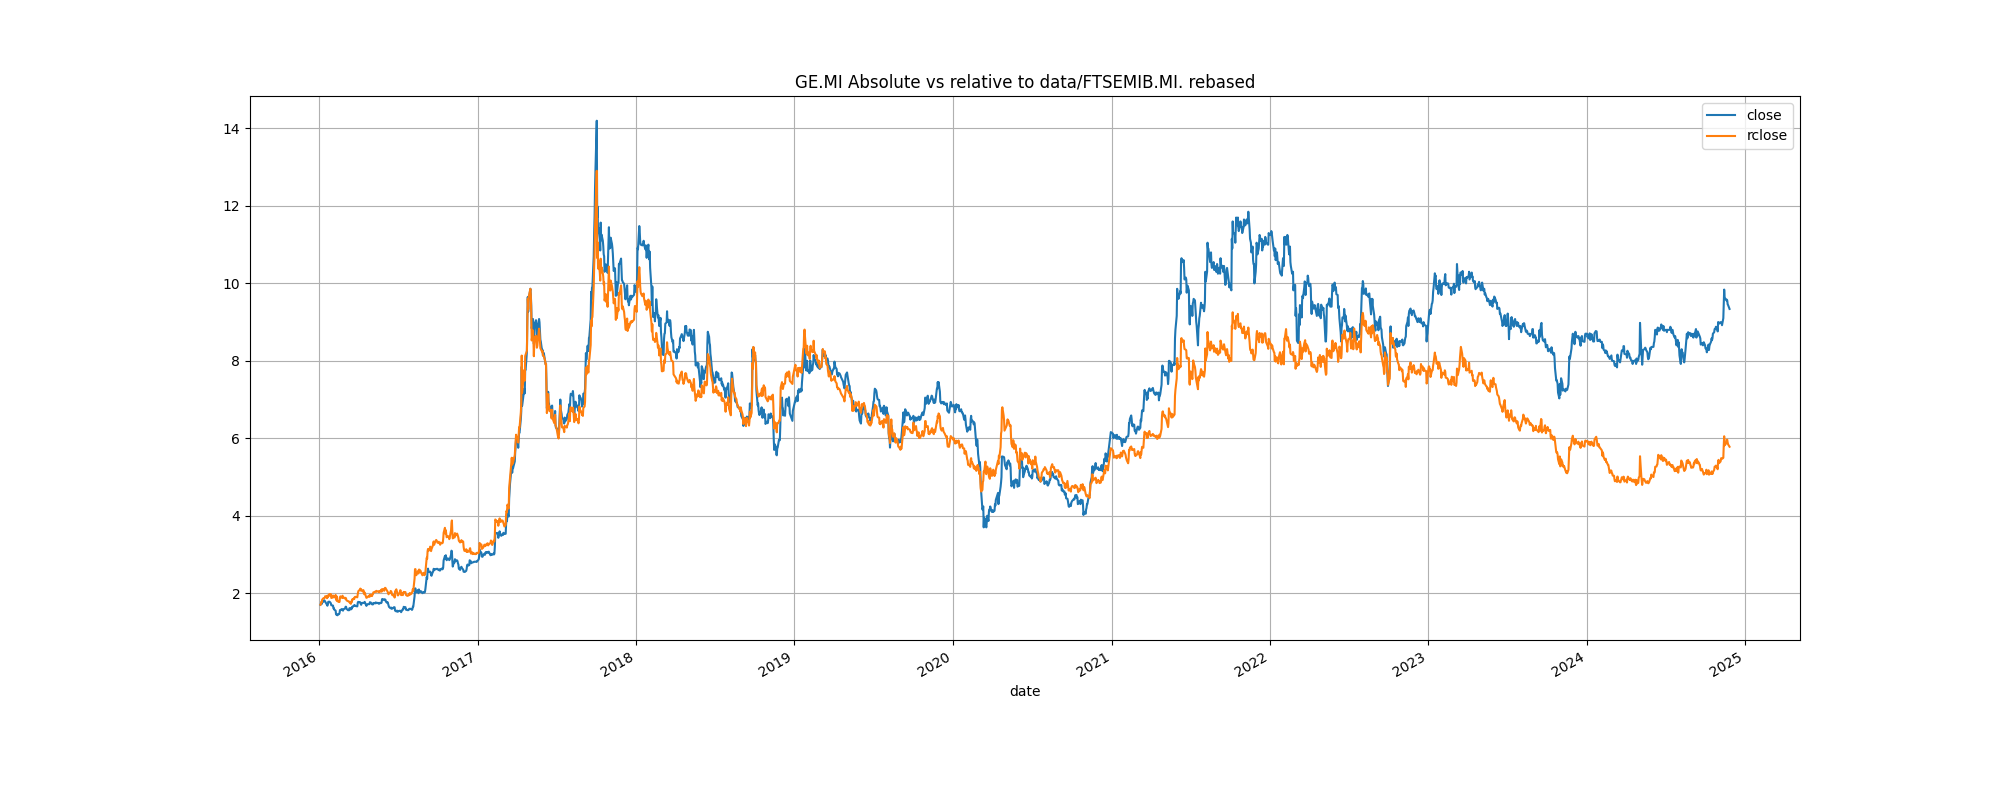 GE.MI Absolute vs relative to data/FTSEMIB.MI. rebased
close
rclose
14
12
10
8
6
4
2
2016 2017 2018 2019 2020 2021 2022 2023 2024 2025
date